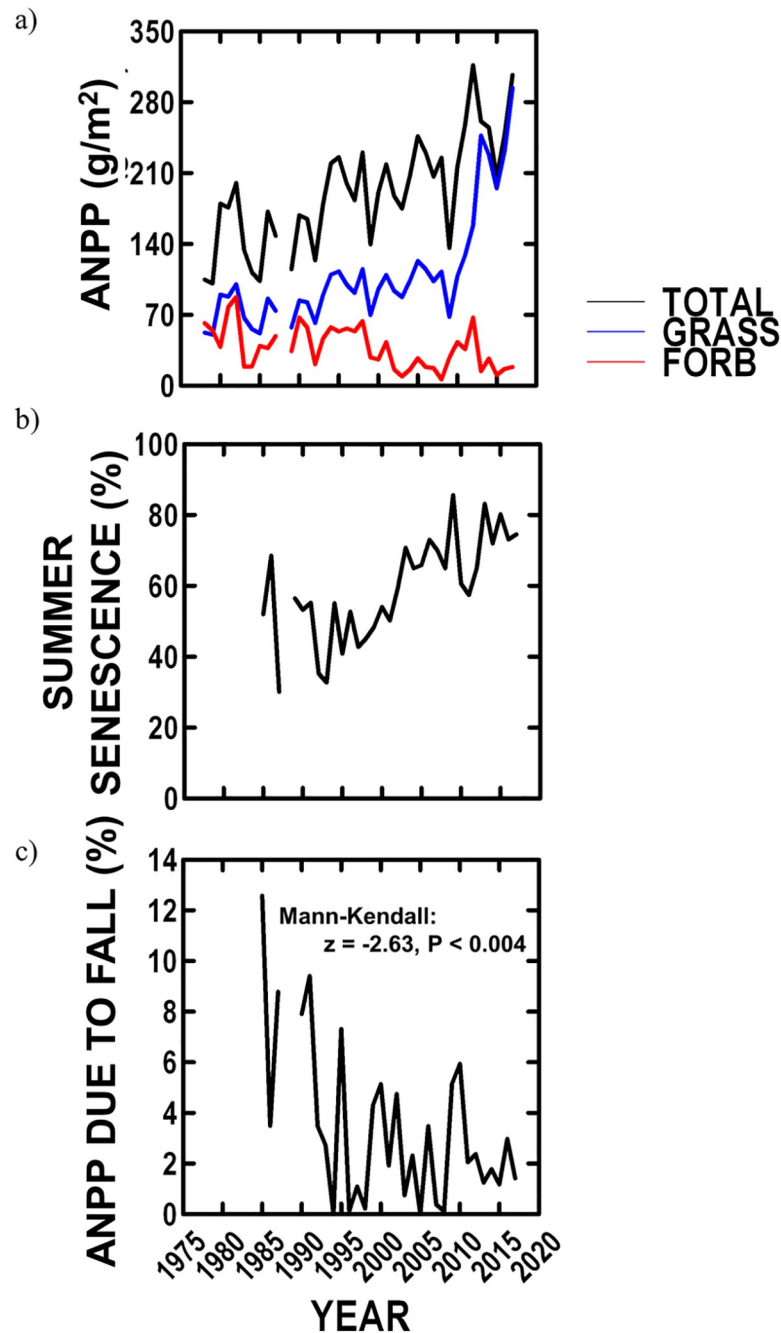 a)
ANPP (g/m²)
350
280
210
140
70
0
TOTAL
GRASS
FORB
b)
SUMMER
SENESCENCE (%)
100
80
60
40
20
0
c)
ANPP DUE TO FALL (%)
14
12
10
8
6
4
2
0
Mann-Kendall:
z = -2.63, P < 0.004
1975 1980 1985 1990 1995 2000 2005 2010 2015 2020
YEAR